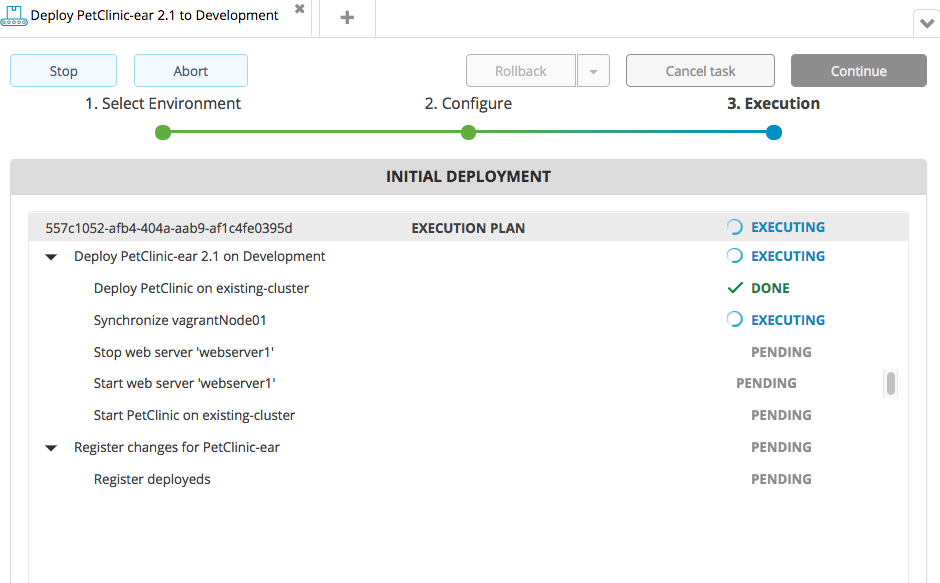 Deploy PetClinic-ear 2.1 to Development
Stop Abort Rollback Cancel task Continue
1. Select Environment 2. Configure 3. Execution
INITIAL DEPLOYMENT
557c1052-afb4-404a-aab9-af1c4fe0395d EXECUTION PLAN EXECUTING
Deploy PetClinic-ear 2.1 on Development EXECUTING
Deploy PetClinic on existing-cluster DONE
Synchronize vagrantNode01 EXECUTING
Stop web server 'webserver1' PENDING
Start web server 'webserver1' PENDING
Start PetClinic on existing-cluster PENDING
Register changes for PetClinic-ear PENDING
Register deployeds PENDING